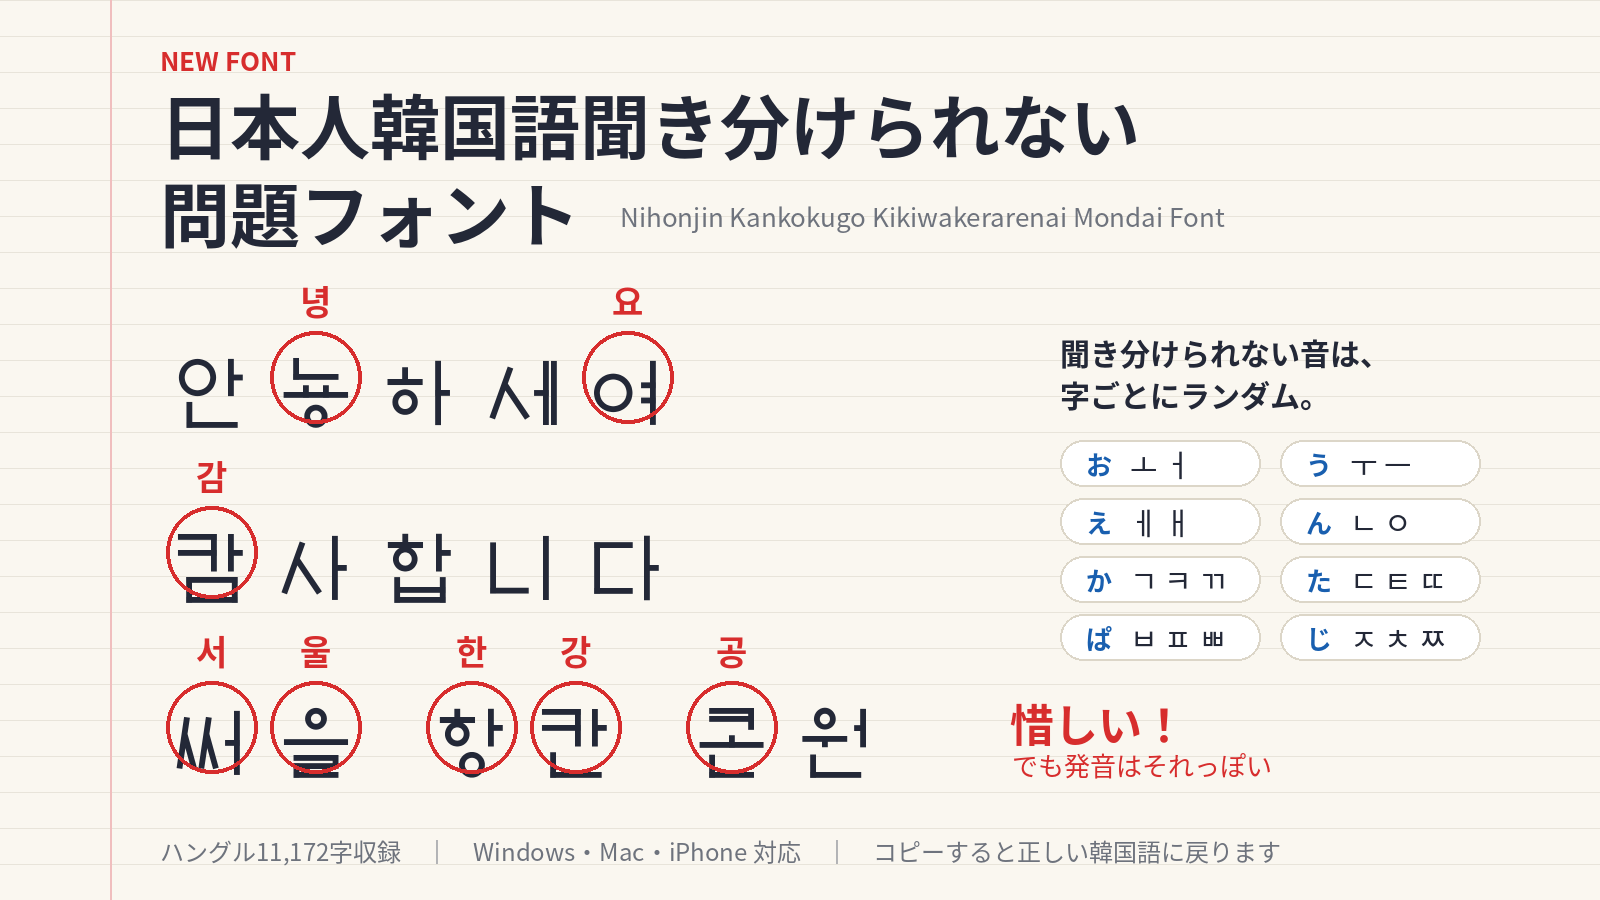 NEW FONT
日本人韓国語聞き分けられない
問題フォント Nihonjin Kankokugo Kikiwakerarenai Mondai Font
녕 요
안뇽하세여
감
캄사합니다
서 울 한 강 공
써을 항칸 콘원
聞き分けられない音は、
字ごとにランダム。
お ㅗ ㅓ
う ㅜ ㅡ
え ㅔ ㅐ
ん ㄴ ㅇ
か ㄱ ㅋ ㄲ
た ㄷ ㅌ ㄸ
ぱ ㅂ ㅍ ㅃ
じ ㅈ ㅊ ㅉ
惜しい！
でも発音はそれっぽい
ハングル11,172字収録 | Windows・Mac・iPhone 対応 | コピーすると正しい韓国語に戻ります